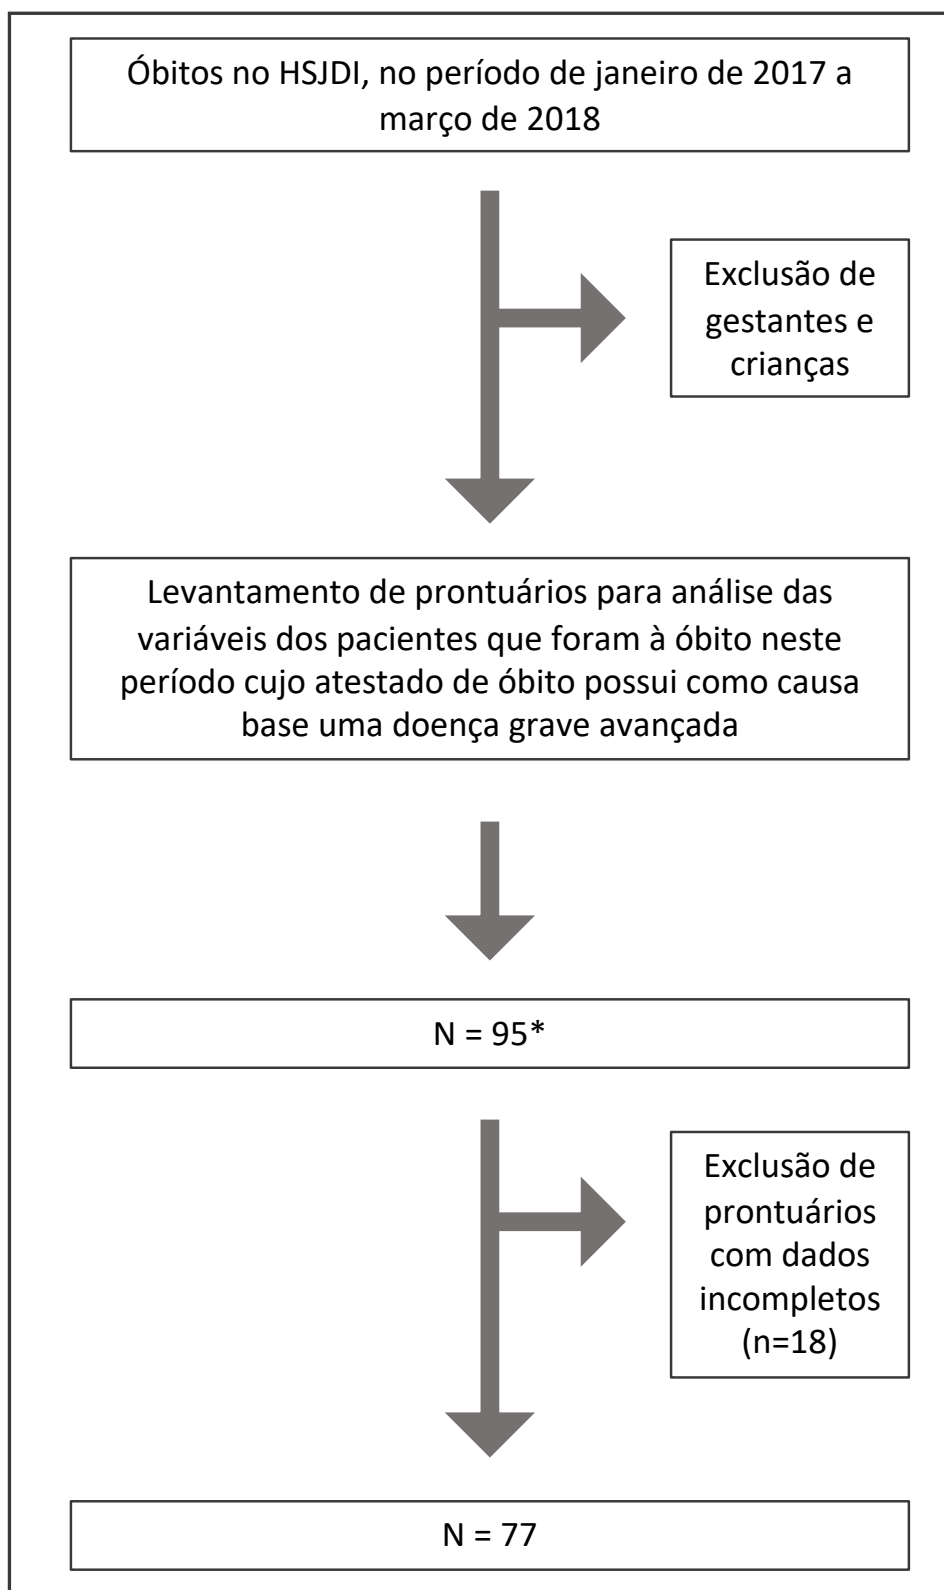 Óbitos no HSJDI, no período de janeiro de 2017 a
março de 2018
Exclusão de
gestantes e
crianças
Levantamento de prontuários para análise das
variáveis dos pacientes que foram à óbito neste
período cujo atestado de óbito possui como causa
base uma doença grave avançada
N = 95*
Exclusão de
prontuários
com dados
incompletos
(n=18)
N = 77